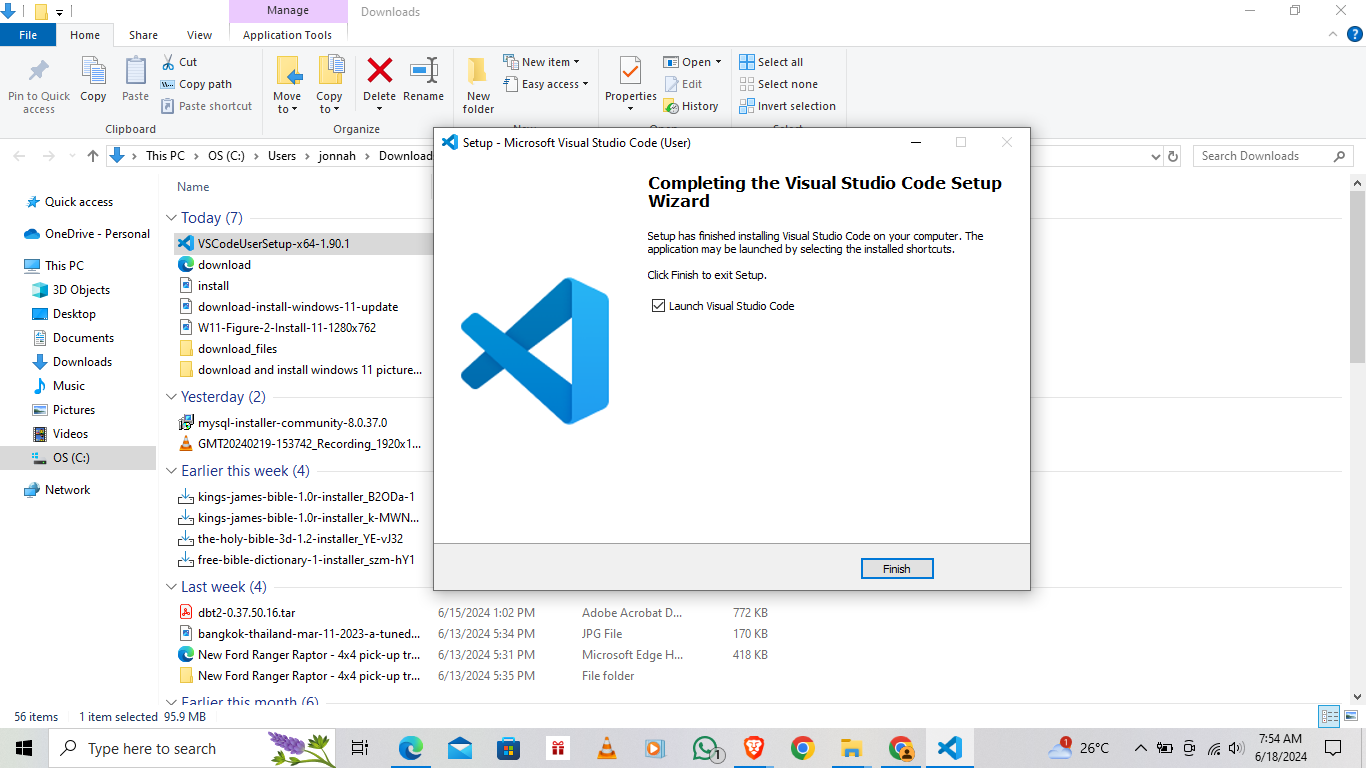 Manage
Downloads
File
Home
Share
View
Application Tools
Pin to Quick access
Copy
Paste
Cut
Copy path
Paste shortcut
Clipboard
Move to
Copy to
Delete
Rename
Organize
New folder
New item
Easy access
Properties
Open
Edit
History
Select all
Select none
Invert selection
This PC
OS (C:)
Users
jonnah
Download
Search Downloads
Setup - Microsoft Visual Studio Code (User)
Completing the Visual Studio Code Setup
Wizard
Setup has finished installing Visual Studio Code on your computer. The
application may be launched by selecting the installed shortcuts.
Click Finish to exit Setup.
Launch Visual Studio Code
Finish
Quick access
OneDrive - Personal
This PC
3D Objects
Desktop
Documents
Downloads
Music
Pictures
Videos
OS (C:)
Network
Name
Today (7)
VSCodeUserSetup-x64-1.90.1
download
install
download-install-windows-11-update
W11-Figure-2-Install-11-1280x762
download_files
download and install windows 11 picture...
Yesterday (2)
mysql-installer-community-8.0.37.0
GMT20240219-153742_Recording_1920x1...
Earlier this week (4)
kings-james-bible-1.0r-installer_B2ODa-1
kings-james-bible-1.0r-installer_k-MWN...
the-holy-bible-3d-1.2-installer_YE-vJ32
free-bible-dictionary-1-installer_szm-hY1
Last week (4)
dbt2-0.37.50.16.tar 6/15/2024 1:02 PM Adobe Acrobat D... 772 KB
bangkok-thailand-mar-11-2023-a-tuned... 6/13/2024 5:34 PM JPG File 170 KB
New Ford Ranger Raptor - 4x4 pick-up tr... 6/13/2024 5:31 PM Microsoft Edge H... 418 KB
New Ford Ranger Raptor - 4x4 pick-up tr... 6/13/2024 5:35 PM File folder
Earlier this month (6)
56 items 1 item selected 95.9 MB
Type here to search
1
1
26°C
7:54 AM
6/18/2024